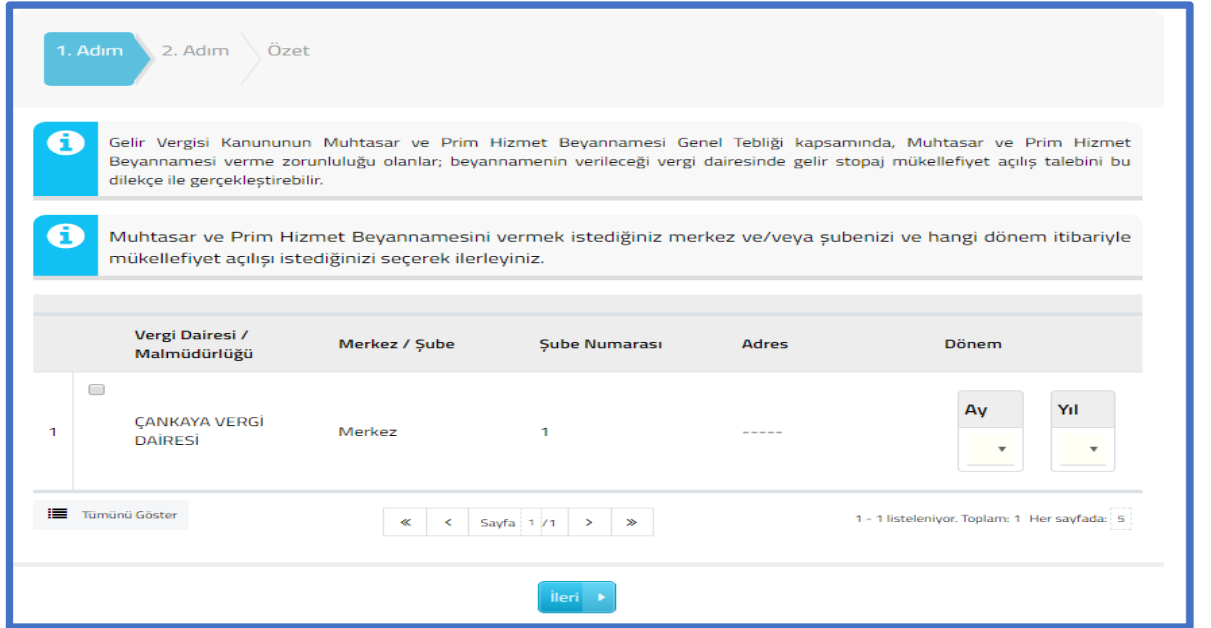 1. Adım 2. Adım Özet
Gelir Vergisi Kanununun Muhtasar ve Prim Hizmet Beyannamesi Genel Tebliği kapsamında, Muhtasar ve Prim Hizmet
Beyannamesi verme zorunluluğu olanlar; beyannamenin verileceği vergi dairesinde gelir stopaj mükellefiyet açılış talebini bu
dilekçe ile gerçekleştirebilir.
Muhtasar ve Prim Hizmet Beyannamesini vermek istediğiniz merkez ve/veya şubenizi ve hangi dönem itibariyle
mükellefiyet açılışı istediğinizi seçerek ilerleyiniz.
Vergi Dairesi /
Malmüdürlüğü
Merkez / Şube
Şube Numarası
Adres
Dönem
1
ÇANKAYA VERGİ
DAİRESİ
Merkez
1
-----
Ay
Yıl
Tümünü Göster
« < Sayfa 1 /1 > »
1 - 1 listeleniyor. Toplam: 1 Her sayfada: 5
İleri